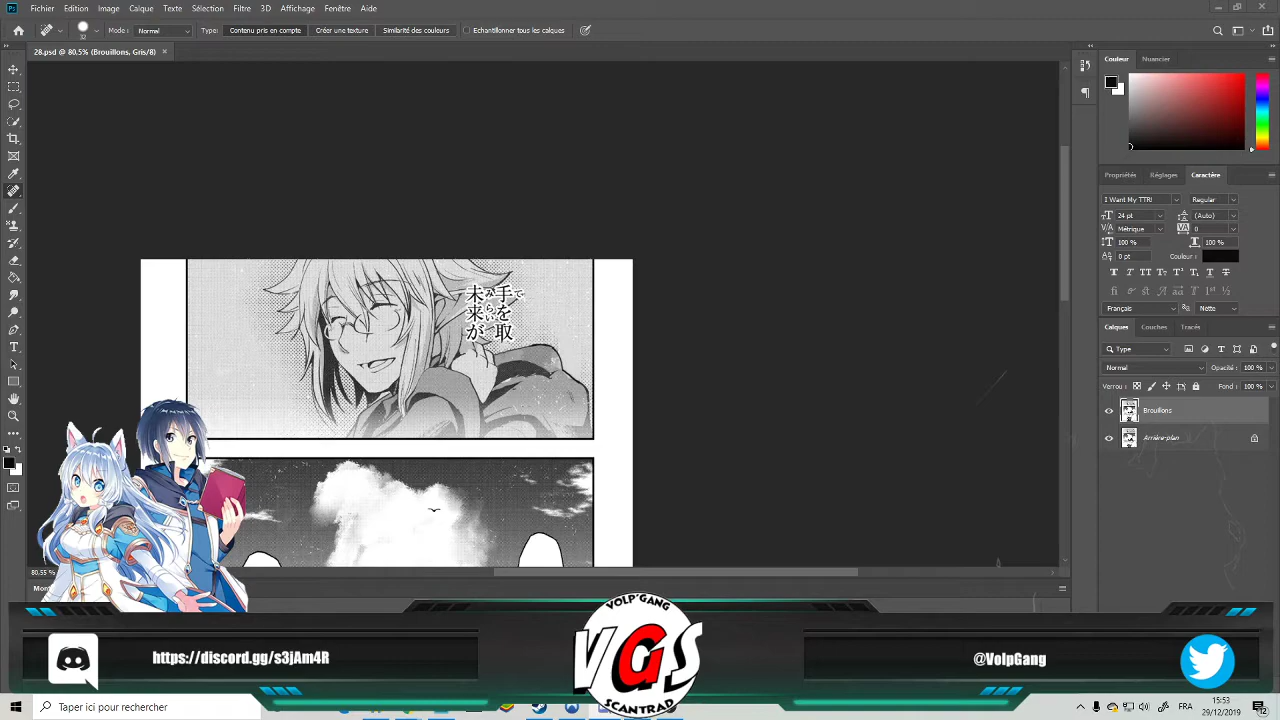 Fichier Edition Image Calque Texte Sélection Filtre 3D Affichage Fenêtre Aide
32 Mode : Normal Type : Contenu pris en compte Créer une texture Similarité des couleurs Echantillonner tous les calques
28.psd @ 80,5% (Brouillons, Gris/8)
Couleur Nuancier
Propriétés Réglages Caractère
I Want My TTR! Regular
24 pt (Auto)
Métrique 0
100 % 100 %
0 pt Couleur :
Français Nette
Calques Couches Tracés
Type
Normal Opacité : 100 %
Verrou : Fond : 100 %
Brouillons
Arrière-plan
手を取
で
未来が
みらい
80,55 %
VOLP'GANG
VGS
SCANTRAD
https://discord.gg/s3jAm4R
@VolpGang
Taper ici pour rechercher
FRA
15:53
29/12/2019